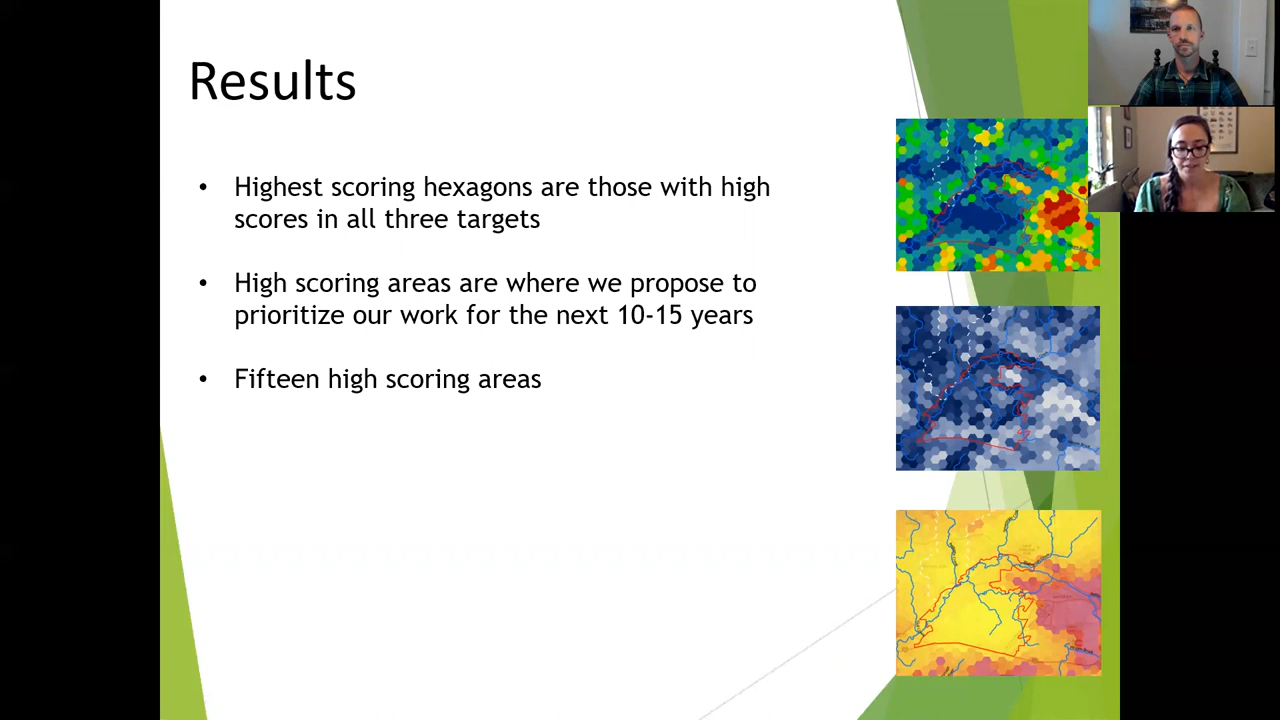 Results
• Highest scoring hexagons are those with high
scores in all three targets
• High scoring areas are where we propose to
prioritize our work for the next 10-15 years
• Fifteen high scoring areas